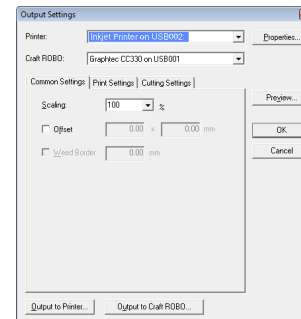 Output Settings
Printer: Inkjet Printer on USB002: Properties...
Craft ROBO: Graphtec CC330 on USB001
Common Settings Print Settings Cutting Settings
Scaling: 100 % Preview...
Offset 0.00 x 0.00 mm OK
Weed Border 0.00 mm Cancel
Output to Printer... Output to Craft ROBO...